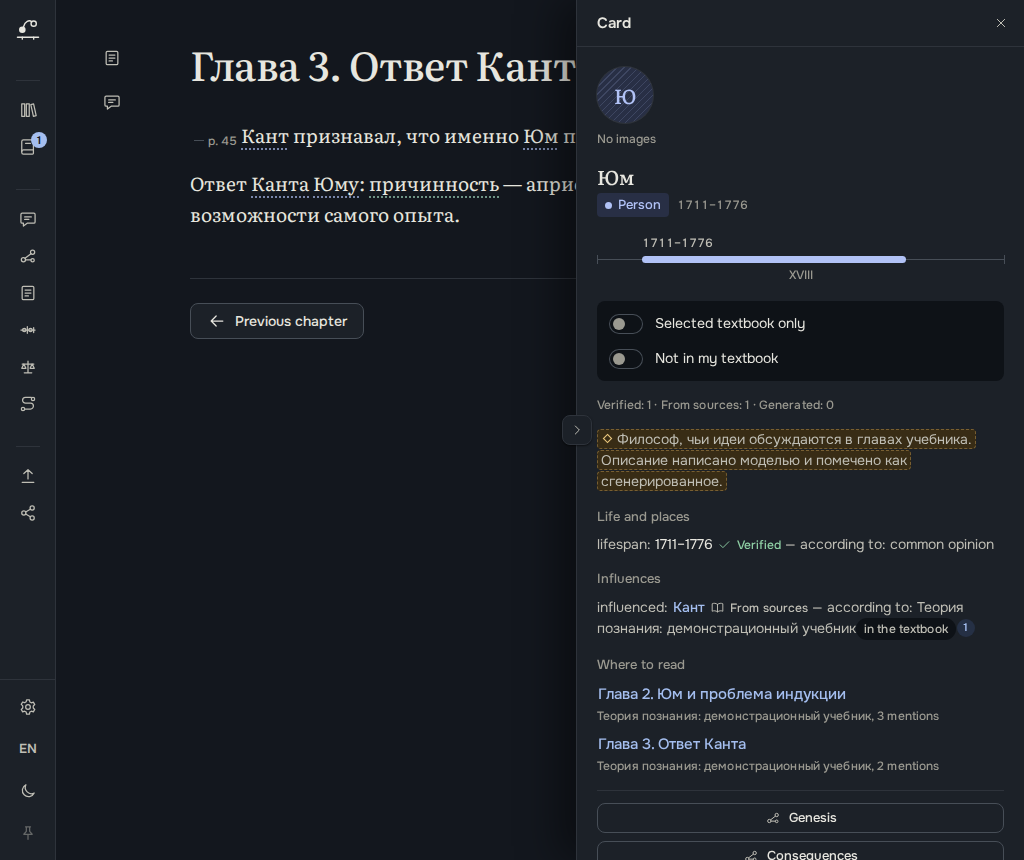 1
EN
Глава 3. Ответ Кант
— p. 45 Кант признавал, что именно Юм п
Ответ Канта Юму: причинность — апри
возможности самого опыта.
Previous chapter
Card
Ю
No images
Юм
Person 1711–1776
1711–1776
XVIII
Selected textbook only
Not in my textbook
Verified: 1 · From sources: 1 · Generated: 0
Философ, чьи идеи обсуждаются в главах учебника.
Описание написано моделью и помечено как
сгенерированное.
Life and places
lifespan: 1711–1776 Verified — according to: common opinion
Influences
influenced: Кант From sources — according to: Теория
познания: демонстрационный учебник in the textbook 1
Where to read
Глава 2. Юм и проблема индукции
Теория познания: демонстрационный учебник, 3 mentions
Глава 3. Ответ Канта
Теория познания: демонстрационный учебник, 2 mentions
Genesis
Consequences